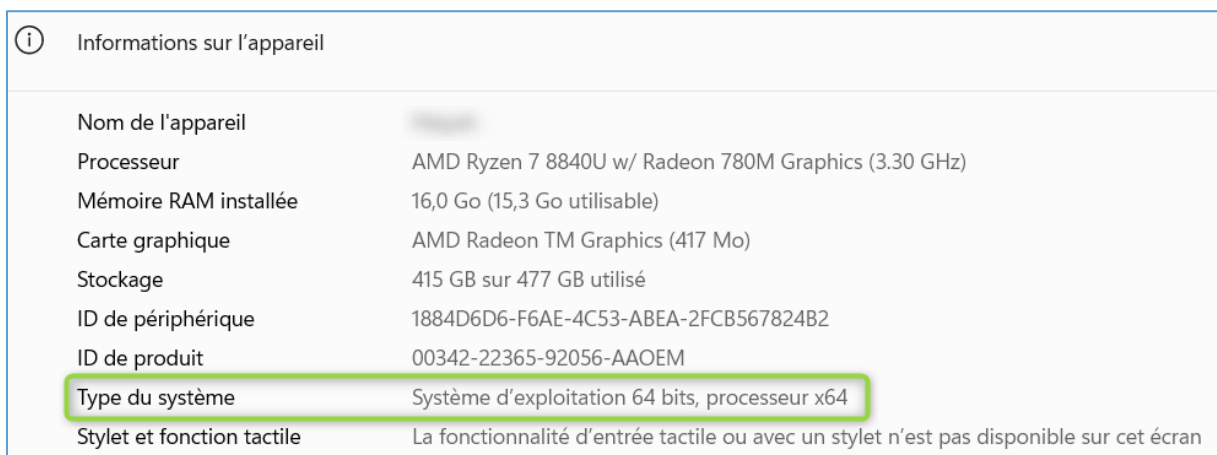 Informations sur l’appareil
Nom de l'appareil
Processeur AMD Ryzen 7 8840U w/ Radeon 780M Graphics (3.30 GHz)
Mémoire RAM installée 16,0 Go (15,3 Go utilisable)
Carte graphique AMD Radeon TM Graphics (417 Mo)
Stockage 415 GB sur 477 GB utilisé
ID de périphérique 1884D6D6-F6AE-4C53-ABEA-2FCB567824B2
ID de produit 00342-22365-92056-AAOEM
Type du système Système d’exploitation 64 bits, processeur x64
Stylet et fonction tactile La fonctionnalité d’entrée tactile ou avec un stylet n’est pas disponible sur cet écran